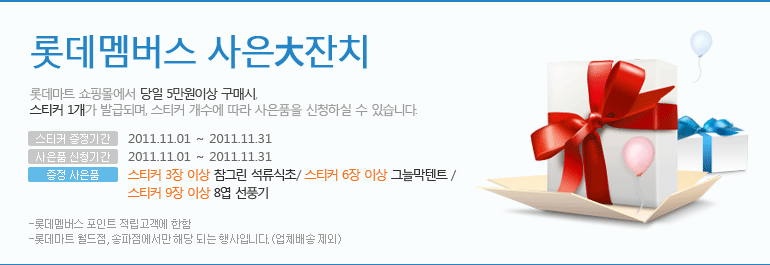 롯데멤버스 사은大잔치
롯데마트 쇼핑몰에서 당일 5만원이상 구매시,
스티커 1개가 발급되며, 스티커 개수에 따라 사은품을 신청하실 수 있습니다.
스티커 증정기간 2011.11.01 ~ 2011.11.31
사은품 신청기간 2011.11.01 ~ 2011.11.31
증정 사은품 스티커 3장 이상 참그린 석류식초/ 스티커 6장 이상 그늘막텐트 /
스티커 9장 이상 8엽 선풍기
-롯데멤버스 포인트 적립고객에 한함
-롯데마트 월드점, 송파점에서만 해당 되는 행사입니다. (업체배송 제외)